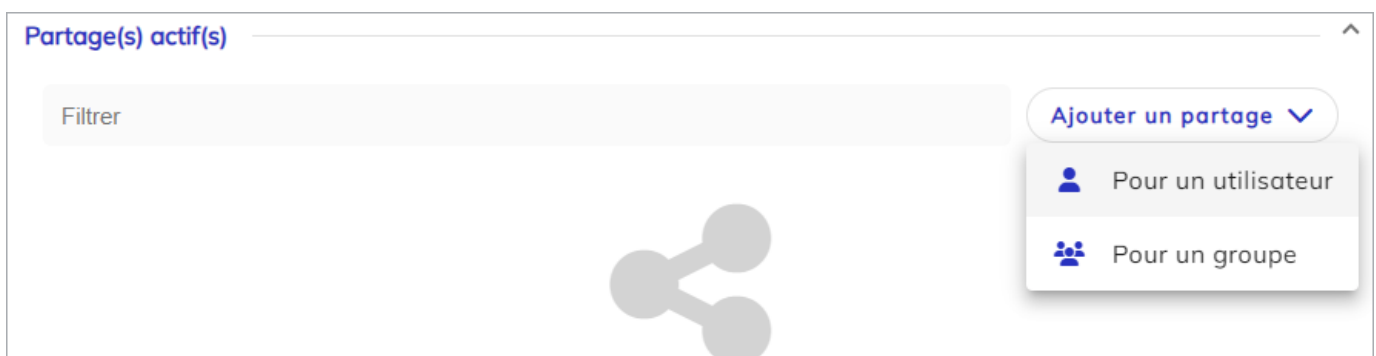 Partage(s) actif(s)
Filtrer
Ajouter un partage
Pour un utilisateur
Pour un groupe